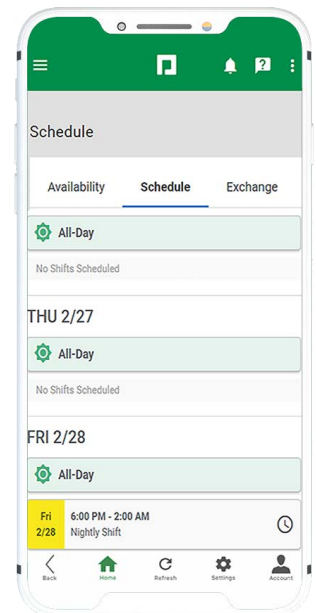 ?
Schedule
Availability Schedule Exchange
All-Day
No Shifts Scheduled
THU 2/27
All-Day
No Shifts Scheduled
FRI 2/28
All-Day
Fri 6:00 PM - 2:00 AM
2/28 Nightly Shift
Back Home Refresh Settings Account